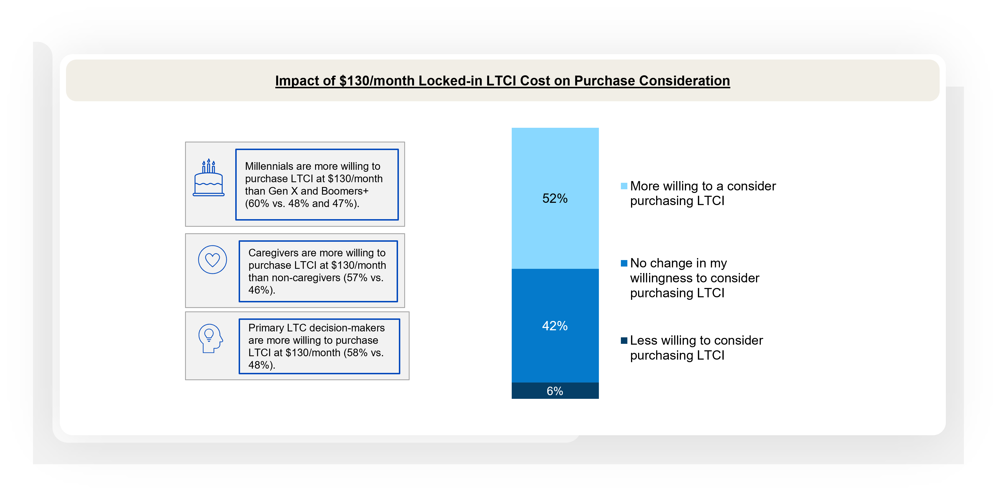 Impact of $130/month Locked-in LTCI Cost on Purchase Consideration
Millennials are more willing to
purchase LTCI at $130/month
than Gen X and Boomers+
(60% vs. 48% and 47%).
Caregivers are more willing to
purchase LTCI at $130/month
than non-caregivers (57% vs.
46%).
Primary LTC decision-makers
are more willing to purchase
LTCI at $130/month (58% vs.
48%).
52%
42%
6%
More willing to a consider
purchasing LTCI
No change in my
willingness to consider
purchasing LTCI
Less willing to consider
purchasing LTCI